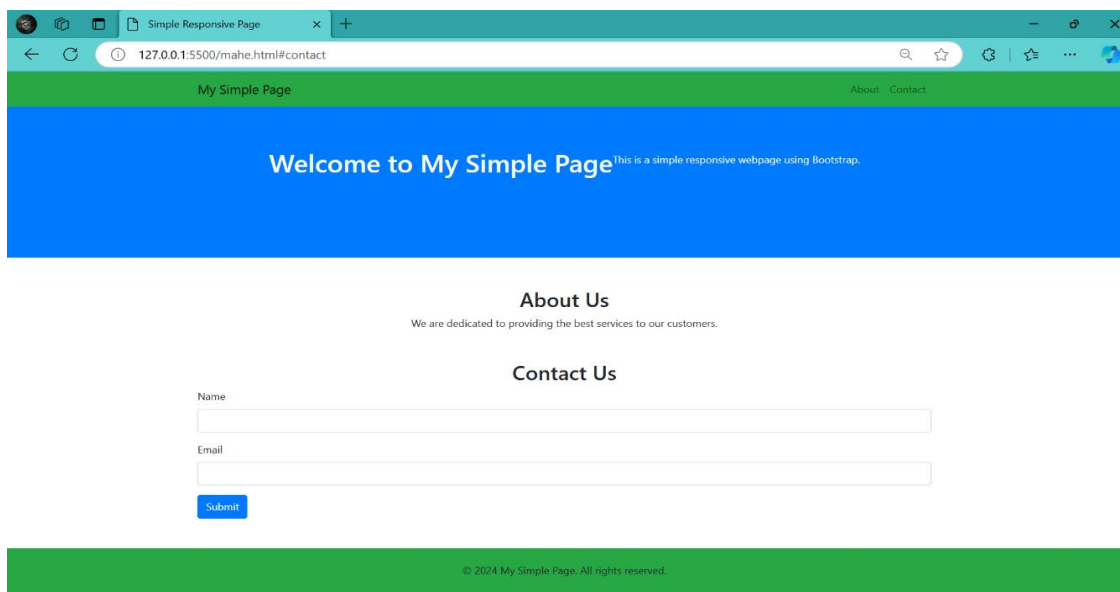 Simple Responsive Page
127.0.0.1:5500/mahe.html#contact
My Simple Page
About Contact
Welcome to My Simple Page This is a simple responsive webpage using Bootstrap.
About Us
We are dedicated to providing the best services to our customers.
Contact Us
Name
Email
Submit
© 2024 My Simple Page. All rights reserved.